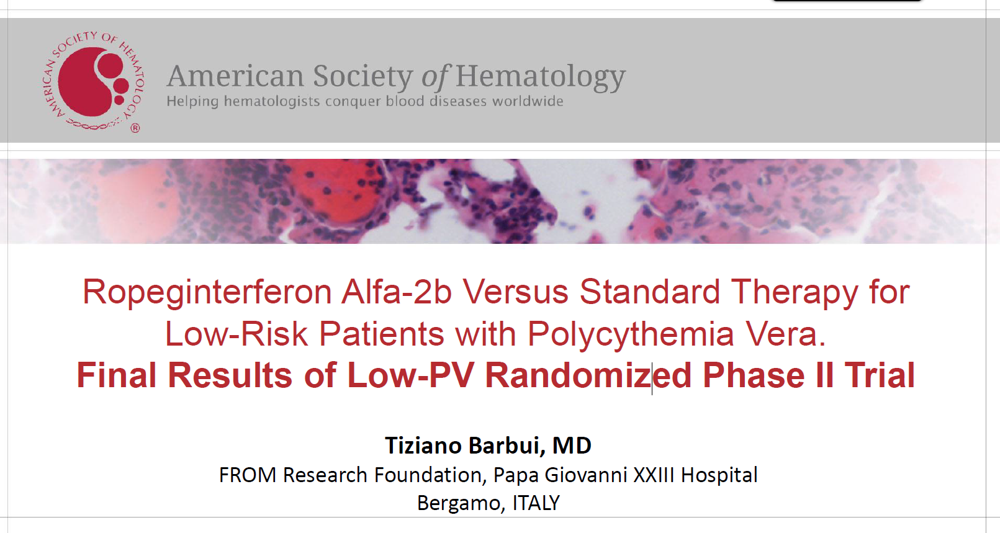 AMERICAN SOCIETY OF HEMATOLOGY
®
American Society of Hematology
Helping hematologists conquer blood diseases worldwide
Ropeginterferon Alfa-2b Versus Standard Therapy for
Low-Risk Patients with Polycythemia Vera.
Final Results of Low-PV Randomized Phase II Trial
Tiziano Barbui, MD
FROM Research Foundation, Papa Giovanni XXIII Hospital
Bergamo, ITALY